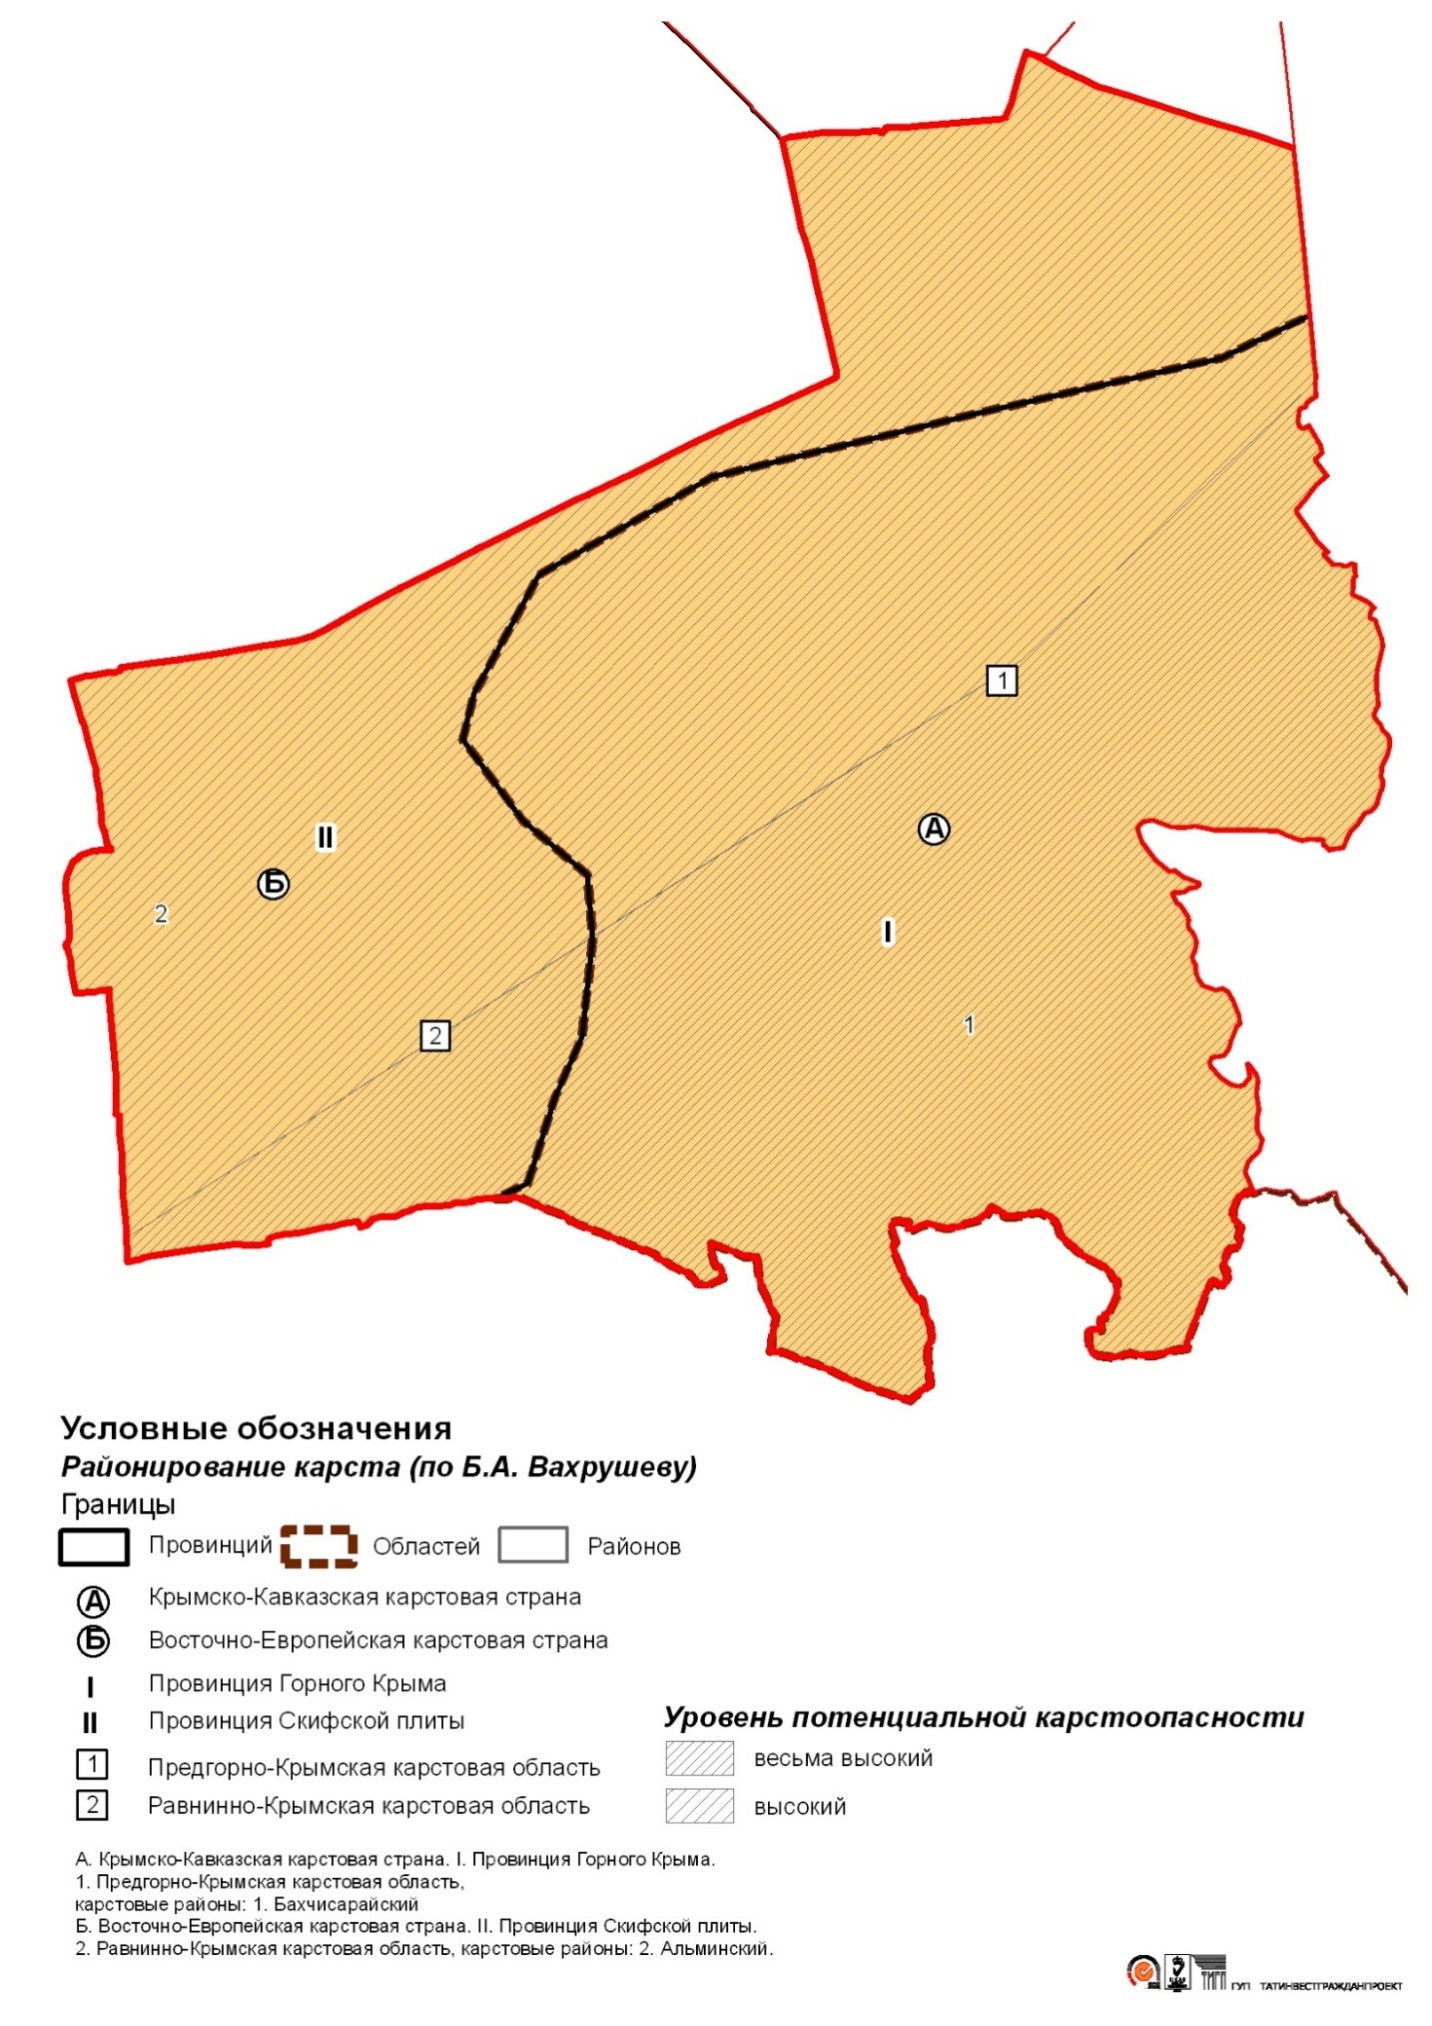 1
А
II
Б
2
I
1
2
Условные обозначения
Районирование карста (по Б.А. Вахрушеву)
Границы
Провинций Областей Районов
А Крымско-Кавказская карстовая страна
Б Восточно-Европейская карстовая страна
I Провинция Горного Крыма
II Провинция Скифской плиты
1 Предгорно-Крымская карстовая область
2 Равнинно-Крымская карстовая область
Уровень потенциальной карстоопасности
весьма высокий
высокий
А. Крымско-Кавказская карстовая страна. I. Провинция Горного Крыма.
1. Предгорно-Крымская карстовая область,
карстовые районы: 1. Бахчисарайский
Б. Восточно-Европейская карстовая страна. II. Провинция Скифской плиты.
2. Равнинно-Крымская карстовая область, карстовые районы: 2. Альминский.
ТИГП ГУП ТАТИНВЕСТГРАЖДАНПРОЕКТ